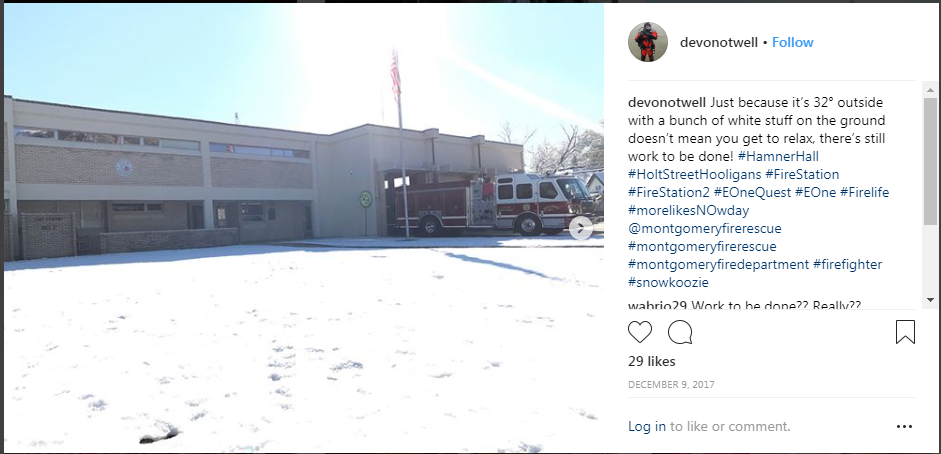 devonotwell • Follow
devonotwell Just because it's 32° outside
with a bunch of white stuff on the ground
doesn't mean you get to relax, there's still
work to be done! #HamnerHall
#HoltStreetHooligans #FireStation
#FireStation2 #EOneQuest #EOne #Firelife
#morelikesNOwday
@montgomeryfirerescue
#montgomeryfirerescue
#montgomeryfiredepartment #firefighter
#snowkoozie
wabrio29 Work to be done?? Really??
29 likes
DECEMBER 9, 2017
Log in to like or comment.